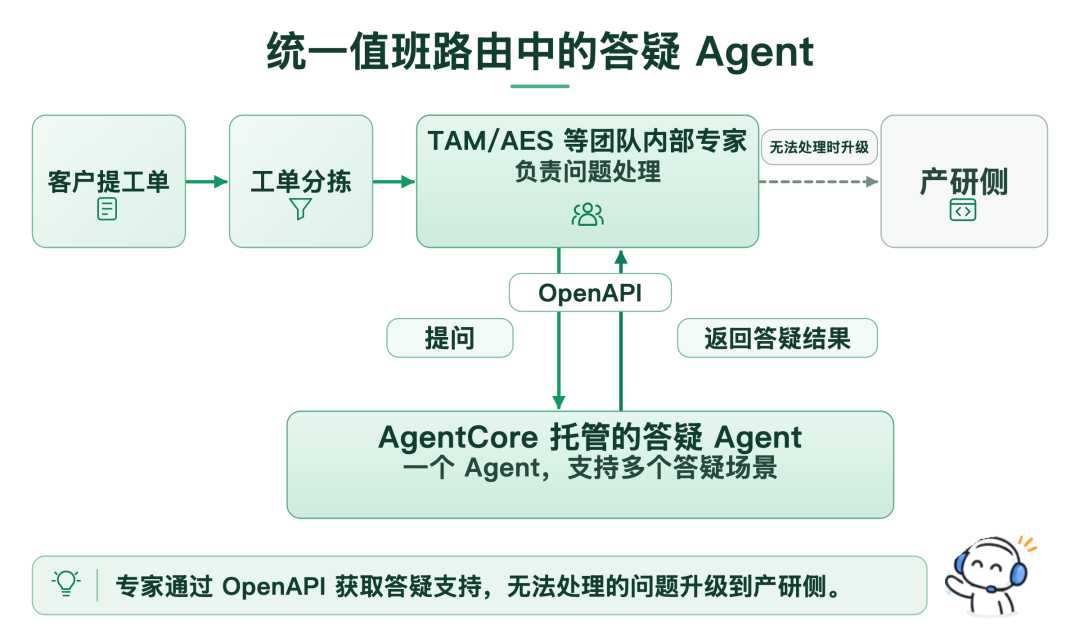 统一值班路由中的答疑 Agent
客户提工单
工单分拣
TAM/AES 等团队内部专家
负责问题处理
无法处理时升级
产研侧
OpenAPI
提问
返回答疑结果
AgentCore 托管的答疑 Agent
一个 Agent，支持多个答疑场景
专家通过 OpenAPI 获取答疑支持，无法处理的问题升级到产研侧。